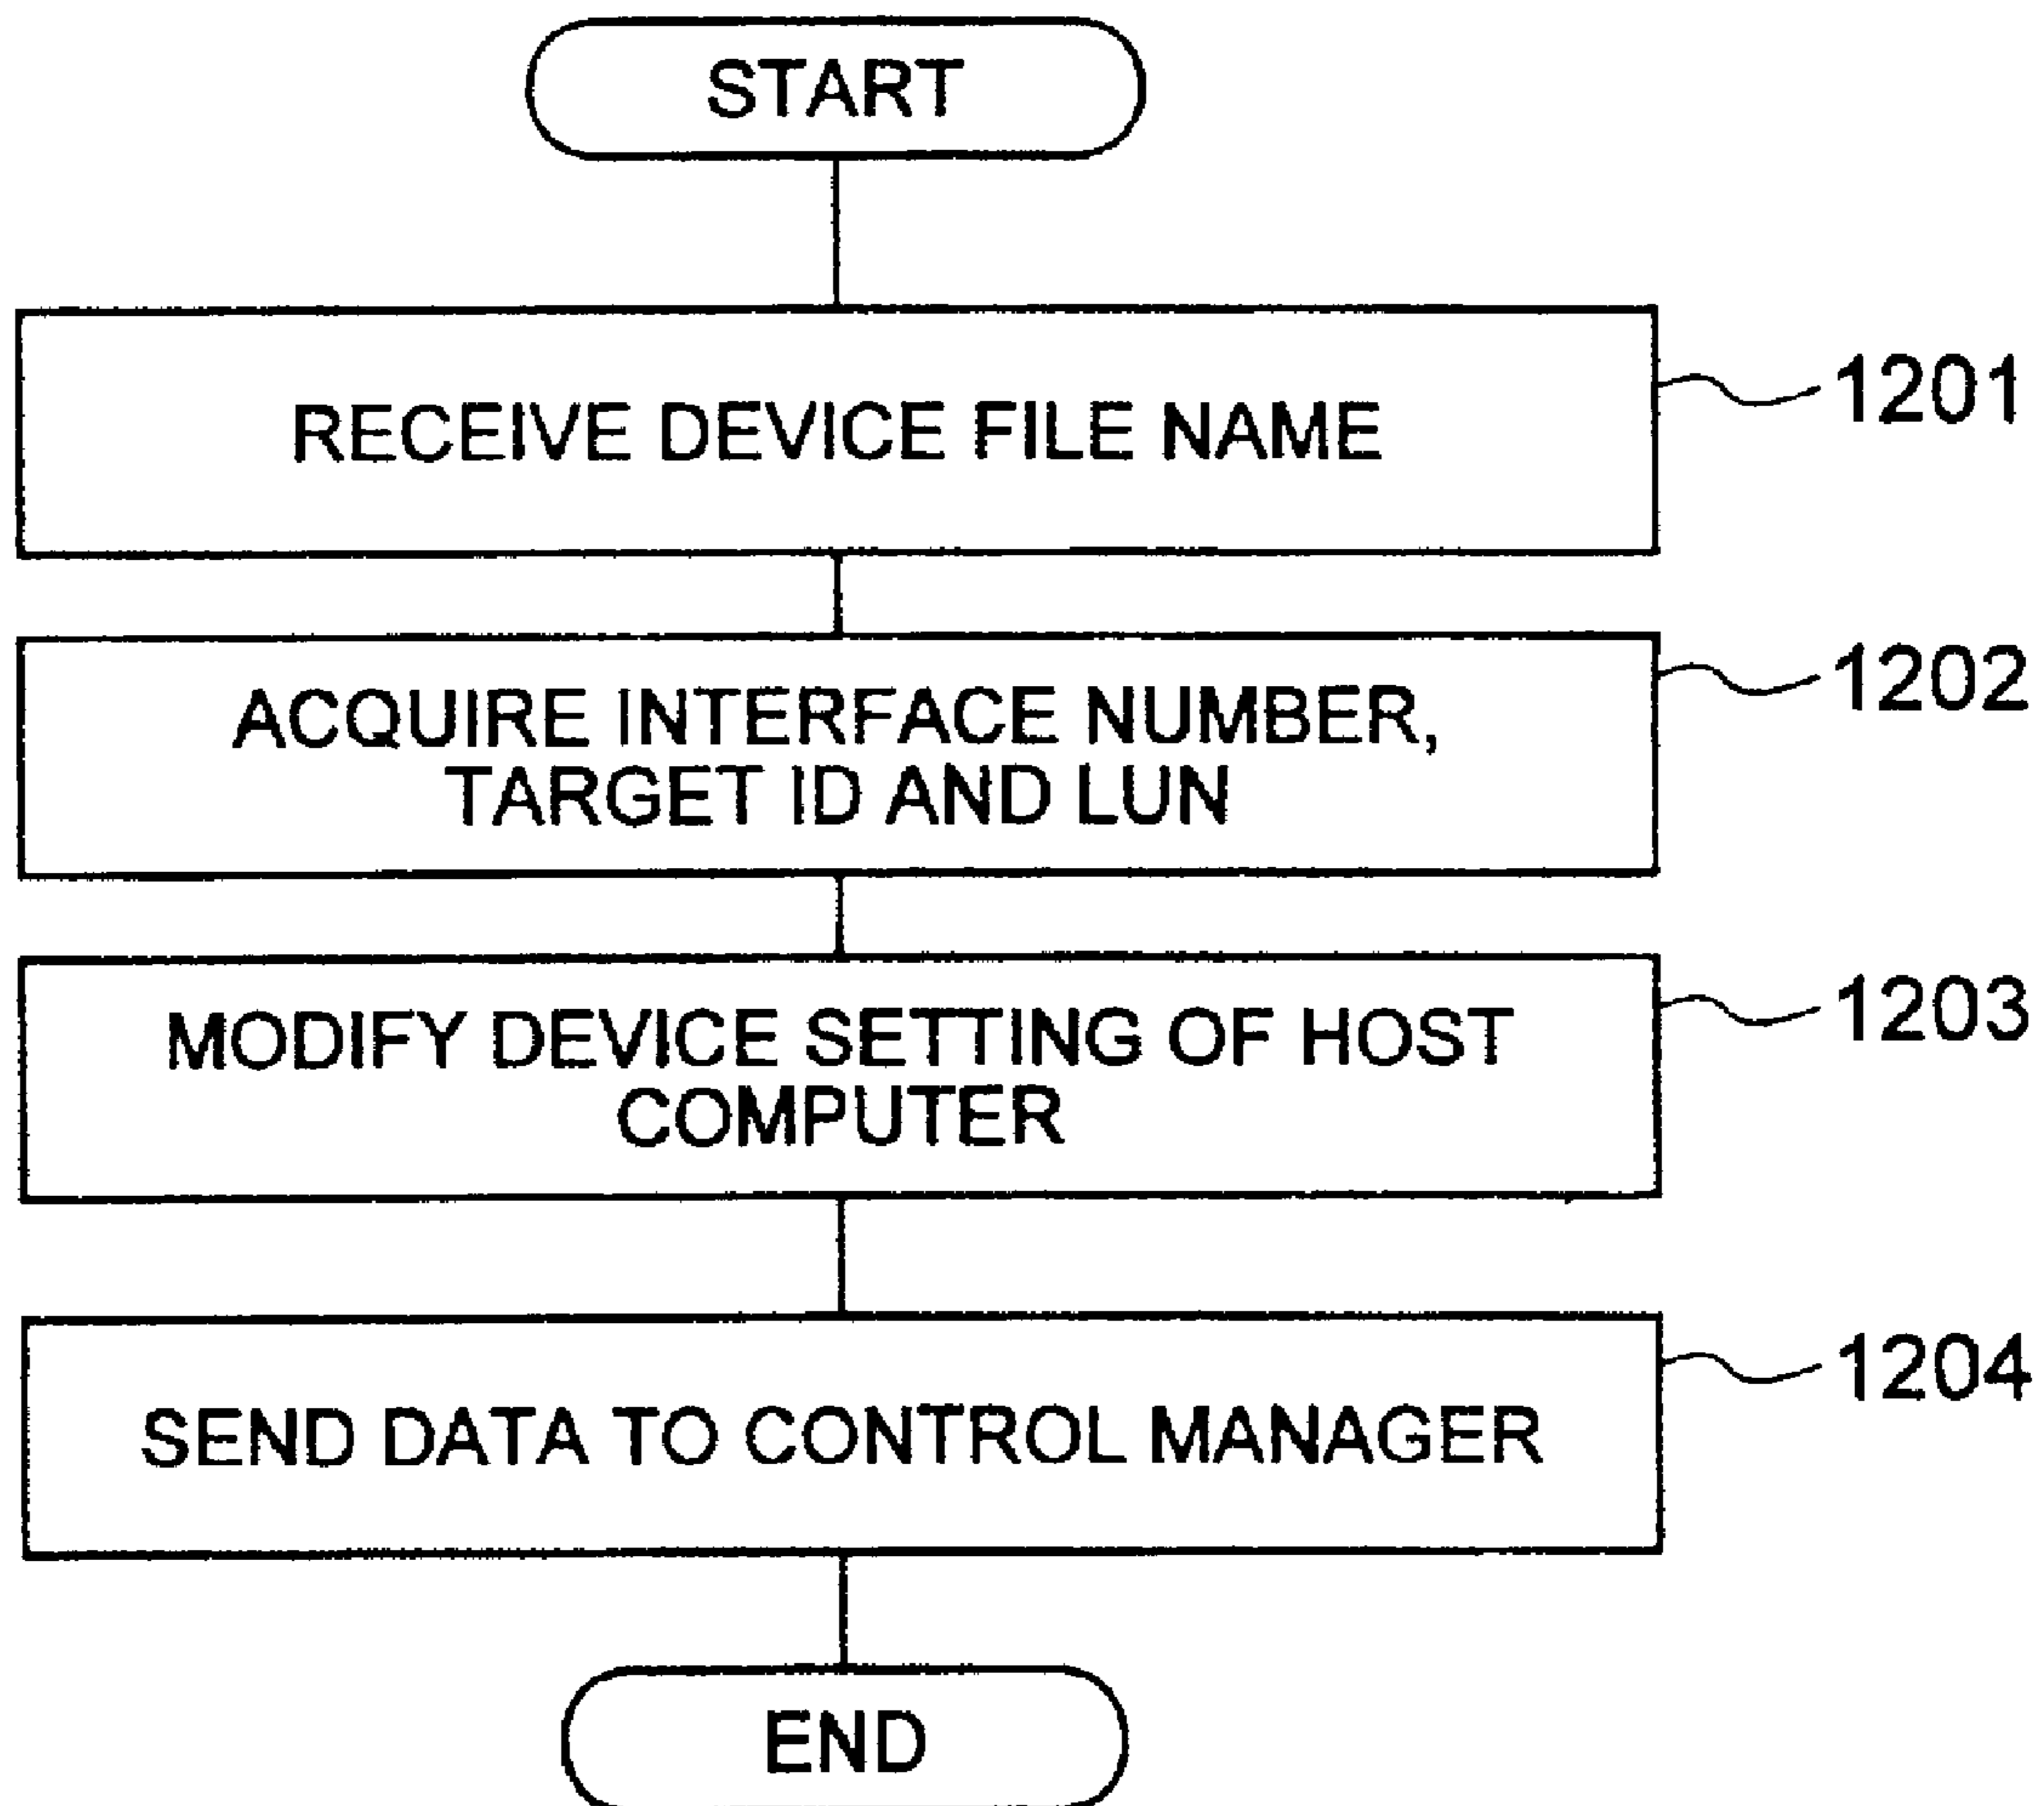 START
RECEIVE DEVICE FILE NAME
1201
ACQUIRE INTERFACE NUMBER,
TARGET ID AND LUN
1202
MODIFY DEVICE SETTING OF HOST
COMPUTER
1203
SEND DATA TO CONTROL MANAGER
1204
END